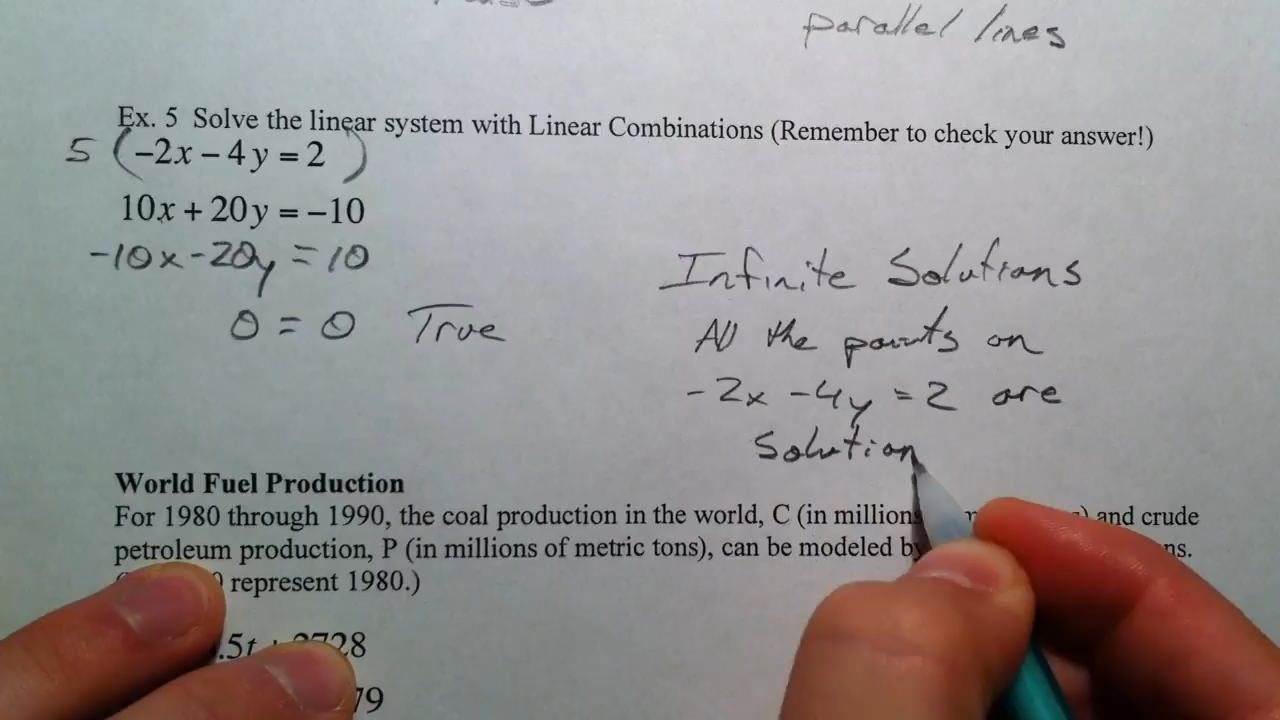 parallel lines
Ex. 5 Solve the linear system with Linear Combinations (Remember to check your answer!)
5 (-2x - 4y = 2)
10x + 20y = -10
-10x - 20y = 10
0 = 0 True
Infinite Solutions
All the points on
-2x - 4y = 2 are
Solution
World Fuel Production
For 1980 through 1990, the coal production in the world, C (in millions and crude
petroleum production, P (in millions of metric tons), can be modeled
represent 1980.)
.5t + 2728
79